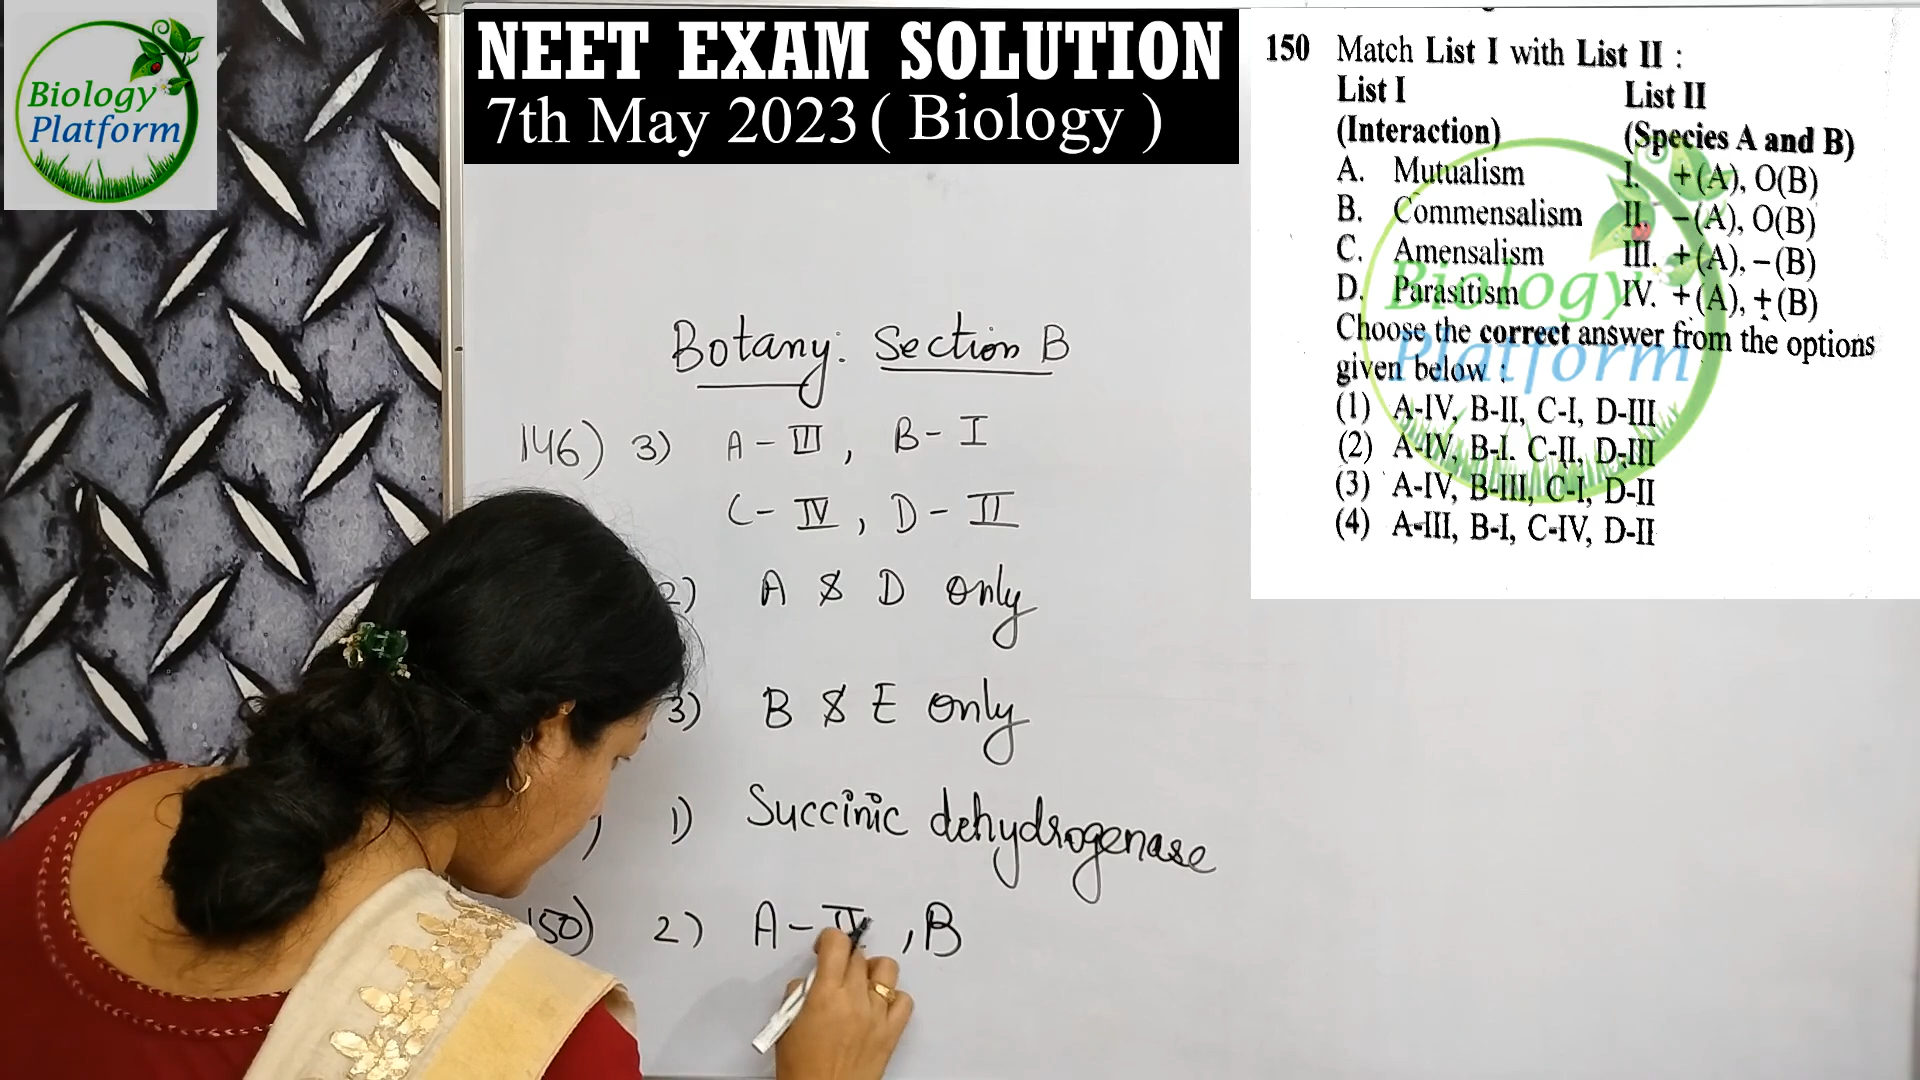 Biology
Platform
NEET EXAM SOLUTION
7th May 2023 ( Biology )
150 Match List I with List II :
List I List II
(Interaction) (Species A and B)
A. Mutualism I. +(A), O(B)
B. Commensalism II. –(A), O(B)
C. Amensalism III. +(A), –(B)
D. Parasitism IV. +(A), +(B)
Choose the correct answer from the options
given below :
(1) A-IV, B-II, C-I, D-III
(2) A-IV, B-I. C-II, D-III
(3) A-IV, B-III, C-I, D-II
(4) A-III, B-I, C-IV, D-II
Biology
Platform
Botany: Section B
146) 3) A - III, B - I
C - IV, D - II
2) A & D only
3) B & E only
) 1) Succinic dehydrogenase
150) 2) A - IV, B